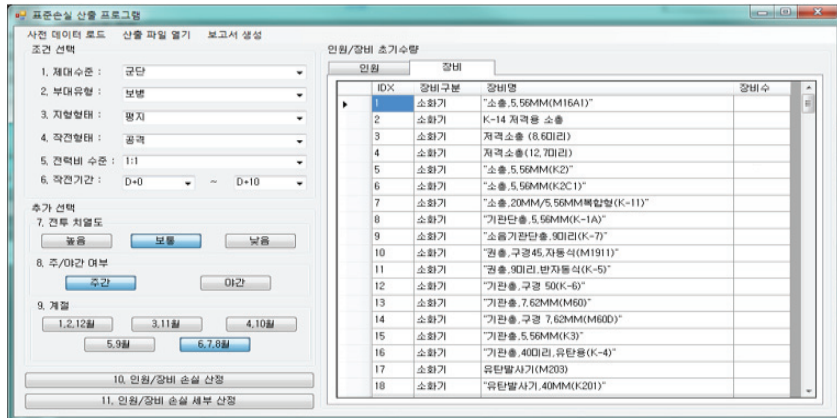 표준손실 산출 프로그램
사전 데이터 로드 산출 파일 열기 보고서 생성
조건 선택
1. 제대수준 : 군단
2. 부대유형 : 보병
3. 지형형태 : 평지
4. 작전형태 : 공격
5. 전력비 수준 : 1:1
6. 작전기간 : D+0 ~ D+10
추가 선택
7. 전투 치열도
높음 보통 낮음
8. 주/야간 여부
주간 야간
9. 계절
1,2,12월 3,11월 4,10월
5,9월 6,7,8월
10. 인원/장비 손실 산정
11. 인원/장비 손실 세부 산정
인원/장비 초기수량
인원 장비
IDX 장비구분 장비명 장비수
1 소화기 "소총,5.56MM(M16A1)"
2 소화기 K-14 저격용 소총
3 소화기 저격소총 (8.6미리)
4 소화기 저격소총(12.7미리)
5 소화기 "소총,5.56MM(K2)"
6 소화기 "소총,5.56MM(K2C1)"
7 소화기 "소총,20MM/5.56MM복합형(K-11)"
8 소화기 "기관단총,5.56MM(K-1A)"
9 소화기 "소음기관단총,9미리(K-7)"
10 소화기 "권총,구경45,자동식(M1911)"
11 소화기 "권총,9미리,반자동식(K-5)"
12 소화기 "기관총,구경 50(K-6)"
13 소화기 "기관총,7.62MM(M60)"
14 소화기 "기관총,구경 7.62MM(M60D)"
15 소화기 "기관총,5.56MM(K3)"
16 소화기 "기관총,40미리,유탄용(K-4)"
17 소화기 유탄발사기(M203)
18 소화기 "유탄발사기,40MM(K201)"